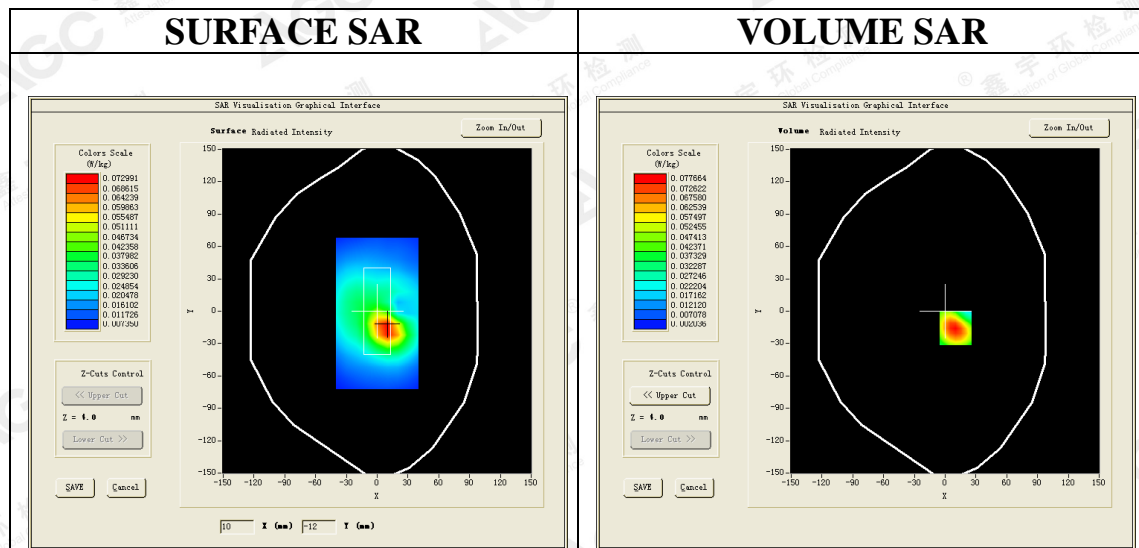 SURFACE SAR
VOLUME SAR
SAR Visualisation Graphical Interface
Surface Radiated Intensity
Zoom In/Out
Colors Scale
(W/kg)
0.072991
0.068615
0.064239
0.059863
0.055487
0.051111
0.046734
0.042358
0.037982
0.033606
0.029230
0.024854
0.020478
0.016102
0.011726
0.007350
Z-Cuts Control
<< Upper Cut
Z = 4.0 mm
Lower Cut >>
SAVE
Cancel
150
120
90
60
30
0
-30
-60
-90
-120
-150
Y
-150 -120 -90 -60 -30 0 30 60 90 120 150
X
10 X (mm) -12 Y (mm)
SAR Visualisation Graphical Interface
Volume Radiated Intensity
Zoom In/Out
Colors Scale
(W/kg)
0.077664
0.072622
0.067580
0.062539
0.057497
0.052455
0.047413
0.042371
0.037329
0.032287
0.027246
0.022204
0.017162
0.012120
0.007078
0.002036
Z-Cuts Control
<< Upper Cut
Z = 4.0 mm
Lower Cut >>
SAVE
Cancel
150
120
90
60
30
0
-30
-60
-90
-120
-150
Y
-150 -120 -90 -60 -30 0 30 60 90 120 150
X